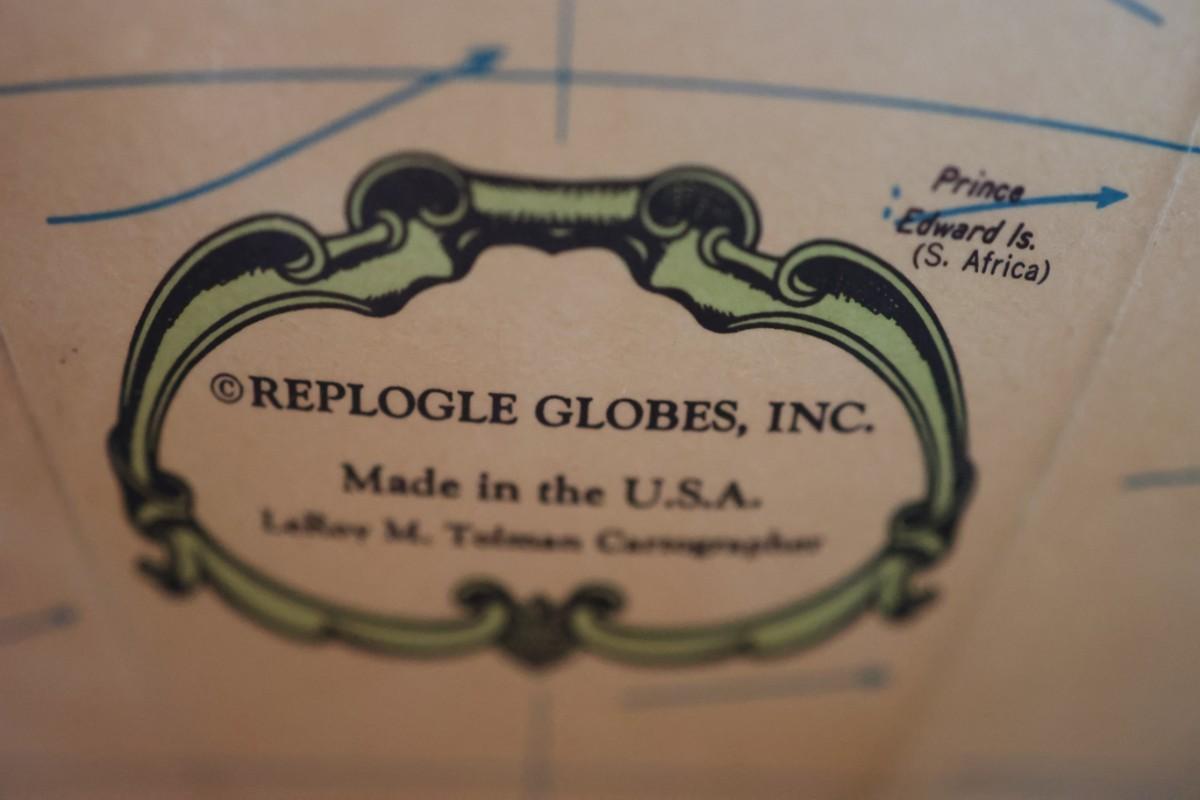 Prince
Edward Is.
(S. Africa)
©REPLOGLE GLOBES, INC.
Made in the U.S.A.
LeRoy M. Tolman Cartographer